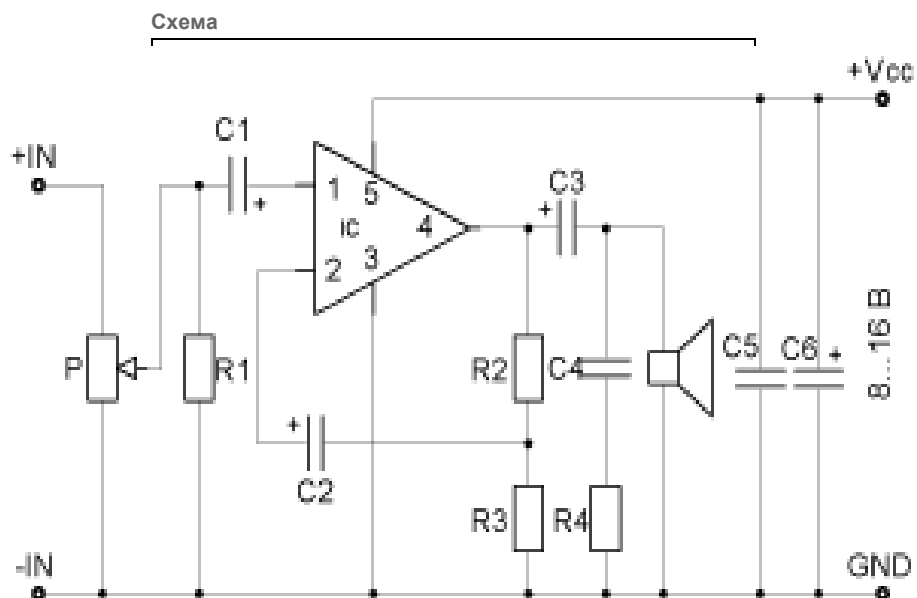 Схема
+Vcc
C1
+IN
+
1
5
C3
+
ic
4
2
3
8...16 В
P
R1
R2
C4
C5
C6
+
+
C2
R3
R4
-IN
GND